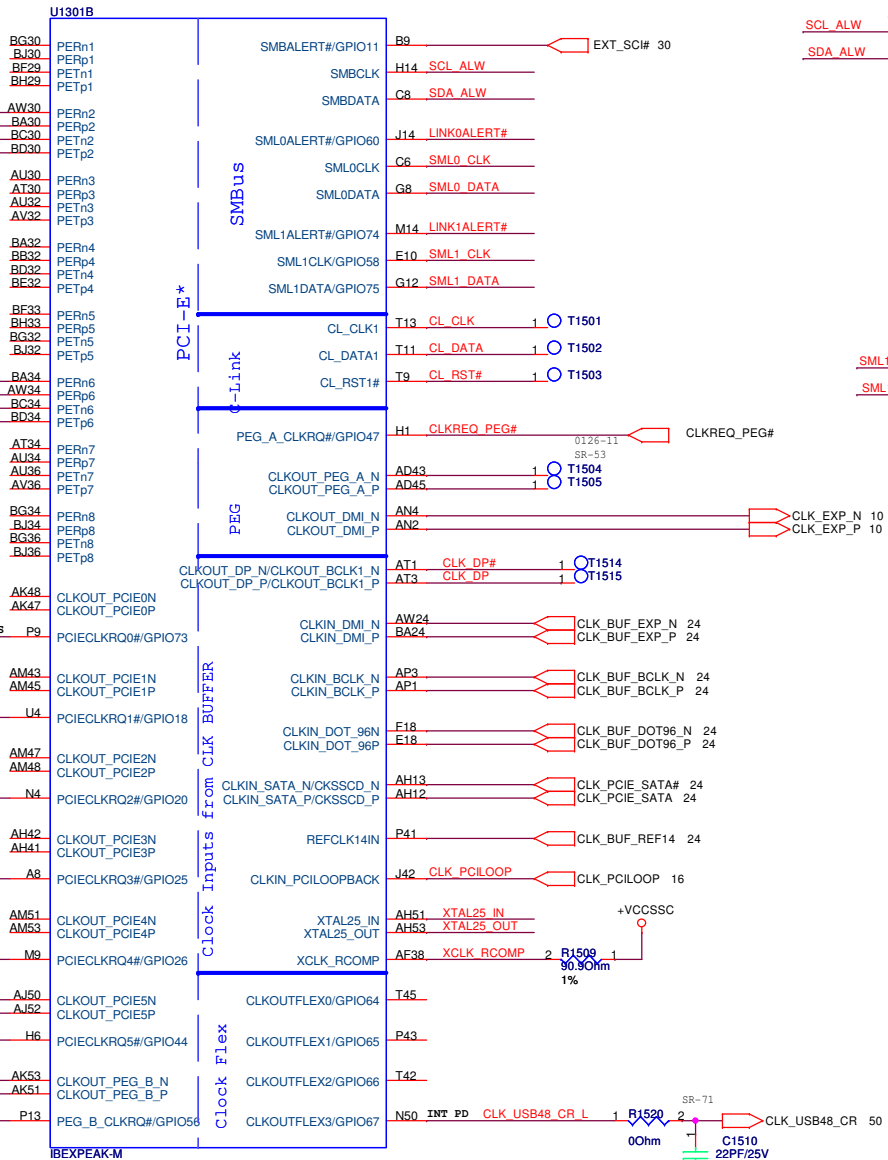 U1301B
SCL_ALW
SDA_ALW
BG30 PERn1
BJ30 PERp1
BF29 PETn1
BH29 PETp1
AW30 PERn2
BA30 PERp2
BC30 PETn2
BD30 PETp2
AU30 PERn3
AT30 PERp3
AU32 PETn3
AV32 PETp3
BA32 PERn4
BB32 PERp4
BD32 PETn4
BE32 PETp4
BF33 PERn5
BH33 PERp5
BG32 PETn5
BJ32 PETp5
BA34 PERn6
AW34 PERp6
BC34 PETn6
BD34 PETp6
AT34 PERn7
AU34 PERp7
AU36 PETn7
AV36 PETp7
BG34 PERn8
BJ34 PERp8
BG36 PETn8
BJ36 PETp8
AK48 CLKOUT_PCIE0N
AK47 CLKOUT_PCIE0P
P9 PCIECLKRQ0#/GPIO73
AM43 CLKOUT_PCIE1N
AM45 CLKOUT_PCIE1P
U4 PCIECLKRQ1#/GPIO18
AM47 CLKOUT_PCIE2N
AM48 CLKOUT_PCIE2P
N4 PCIECLKRQ2#/GPIO20
AH42 CLKOUT_PCIE3N
AH41 CLKOUT_PCIE3P
A8 PCIECLKRQ3#/GPIO25
AM51 CLKOUT_PCIE4N
AM53 CLKOUT_PCIE4P
M9 PCIECLKRQ4#/GPIO26
AJ50 CLKOUT_PCIE5N
AJ52 CLKOUT_PCIE5P
H6 PCIECLKRQ5#/GPIO44
AK53 CLKOUT_PEG_B_N
AK51 CLKOUT_PEG_B_P
P13 PEG_B_CLKRQ#/GPIO56
PCI-E*
SMBus
C-Link
PEG
Clock Inputs from CLK BUFFER
Clock Flex
SMBALERT#/GPIO11 B9 EXT_SCI# 30
SMBCLK H14 SCL_ALW
SMBDATA C8 SDA_ALW
SML0ALERT#/GPIO60 J14 LINK0ALERT#
SML0CLK C6 SML0_CLK
SML0DATA G8 SML0_DATA
SML1ALERT#/GPIO74 M14 LINK1ALERT#
SML1CLK/GPIO58 E10 SML1_CLK
SML1DATA/GPIO75 G12 SML1_DATA
CL_CLK1 T13 CL_CLK 1 T1501
CL_DATA1 T11 CL_DATA 1 T1502
CL_RST1# T9 CL_RST# 1 T1503
SML1
SML
PEG_A_CLKRQ#/GPIO47 H1 CLKREQ_PEG# CLKREQ_PEG#
0126-11
SR-53
CLKOUT_PEG_A_N AD43 1 T1504
CLKOUT_PEG_A_P AD45 1 T1505
CLKOUT_DMI_N AN4 CLK_EXP_N 10
CLKOUT_DMI_P AN2 CLK_EXP_P 10
CLKOUT_DP_N/CLKOUT_BCLK1_N AT1 CLK_DP# 1 T1514
CLKOUT_DP_P/CLKOUT_BCLK1_P AT3 CLK_DP 1 T1515
CLKIN_DMI_N AW24 CLK_BUF_EXP_N 24
CLKIN_DMI_P BA24 CLK_BUF_EXP_P 24
CLKIN_BCLK_N AP3 CLK_BUF_BCLK_N 24
CLKIN_BCLK_P AP1 CLK_BUF_BCLK_P 24
CLKIN_DOT_96N F18 CLK_BUF_DOT96_N 24
CLKIN_DOT_96P E18 CLK_BUF_DOT96_P 24
CLKIN_SATA_N/CKSSCD_N AH13 CLK_PCIE_SATA# 24
CLKIN_SATA_P/CKSSCD_P AH12 CLK_PCIE_SATA 24
REFCLK14IN P41 CLK_BUF_REF14 24
CLKIN_PCILOOPBACK J42 CLK_PCILOOP CLK_PCILOOP 16
+VCCSSC
XTAL25_IN AH51 XTAL25_IN
XTAL25_OUT AH53 XTAL25_OUT
XCLK_RCOMP AF38 XCLK_RCOMP 2 R1509 1
90.9Ohm
1%
CLKOUTFLEX0/GPIO64 T45
CLKOUTFLEX1/GPIO65 P43
CLKOUTFLEX2/GPIO66 T42
SR-71
CLKOUTFLEX3/GPIO67 N50 INT PD CLK_USB48_CR_L 1 R1520 2 CLK_USB48_CR 50
0Ohm
1
C1510
22PF/25V
IBEXPEAK-M